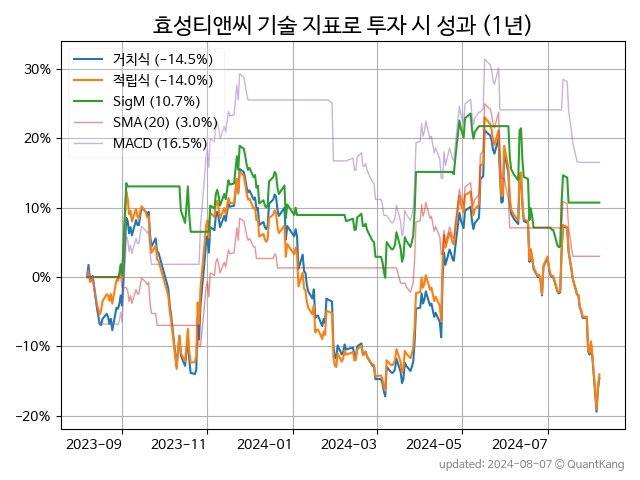 효성티앤씨 기술 지표로 투자 시 성과 (1년)
거치식 (−14.5%)
적립식 (−14.0%)
SigM (10.7%)
SMA(20) (3.0%)
MACD (16.5%)
30%
20%
10%
0%
−10%
−20%
2023-09 2023-11 2024-01 2024-03 2024-05 2024-07
updated: 2024-08-07 © QuantKang